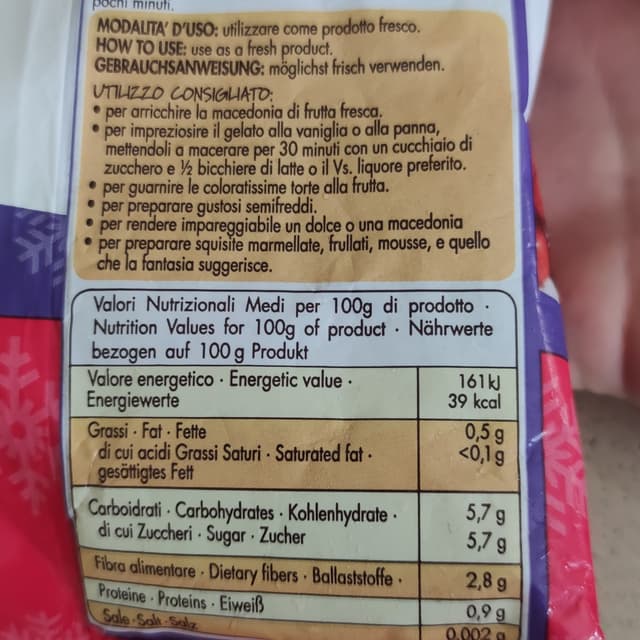 pochi minuti.
MODALITA' D'USO: utilizzare come prodotto fresco.
HOW TO USE: use as a fresh product.
GEBRAUCHSANWEISUNG: möglichst frisch verwenden.
UTILIZZO CONSIGLIATO:
• per arricchire la macedonia di frutta fresca.
• per impreziosire il gelato alla vaniglia o alla panna,
mettendoli a macerare per 30 minuti con un cucchiaio di
zucchero e ½ bicchiere di latte o il Vs. liquore preferito.
• per guarnire le coloratissime torte alla frutta.
• per preparare gustosi semifreddi.
• per rendere impareggiabile un dolce o una macedonia
• per preparare squisite marmellate, frullati, mousse, e quello
che la fantasia suggerisce.
Valori Nutrizionali Medi per 100g di prodotto ·
Nutrition Values for 100g of product · Nährwerte
bezogen auf 100 g Produkt
Valore energetico · Energetic value · 161 kJ
Energiewerte 39 kcal
Grassi · Fat · Fette 0,5 g
di cui acidi Grassi Saturi · Saturated fat · <0,1 g
gesättigtes Fett
Carboidrati · Carbohydrates · Kohlenhydrate · 5,7 g
di cui Zuccheri · Sugar · Zucher 5,7 g
Fibra alimentare · Dietary fibers · Ballaststoffe · 2,8 g
Proteine · Proteins · Eiweiß 0,9 g
Sale · Salt · Salz 0,002 g